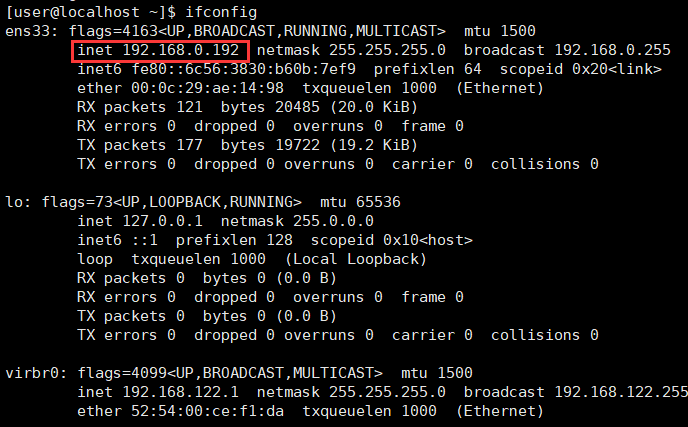 [user@localhost ~]$ ifconfig
ens33: flags=4163<UP,BROADCAST,RUNNING,MULTICAST>  mtu 1500
        inet 192.168.0.192  netmask 255.255.255.0  broadcast 192.168.0.255
        inet6 fe80::6c56:3830:b60b:7ef9  prefixlen 64  scopeid 0x20<link>
        ether 00:0c:29:ae:14:98  txqueuelen 1000  (Ethernet)
        RX packets 121  bytes 20485 (20.0 KiB)
        RX errors 0  dropped 0  overruns 0  frame 0
        TX packets 177  bytes 19722 (19.2 KiB)
        TX errors 0  dropped 0 overruns 0  carrier 0  collisions 0

lo: flags=73<UP,LOOPBACK,RUNNING>  mtu 65536
        inet 127.0.0.1  netmask 255.0.0.0
        inet6 ::1  prefixlen 128  scopeid 0x10<host>
        loop  txqueuelen 1000  (Local Loopback)
        RX packets 0  bytes 0 (0.0 B)
        RX errors 0  dropped 0  overruns 0  frame 0
        TX packets 0  bytes 0 (0.0 B)
        TX errors 0  dropped 0 overruns 0  carrier 0  collisions 0

virbr0: flags=4099<UP,BROADCAST,MULTICAST>  mtu 1500
        inet 192.168.122.1  netmask 255.255.255.0  broadcast 192.168.122.255
        ether 52:54:00:ce:f1:da  txqueuelen 1000  (Ethernet)